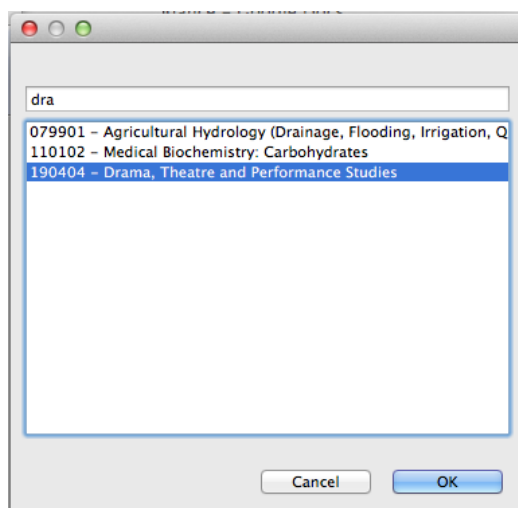 dra
079901 – Agricultural Hydrology (Drainage, Flooding, Irrigation, Q
110102 – Medical Biochemistry: Carbohydrates
190404 – Drama, Theatre and Performance Studies
Cancel OK